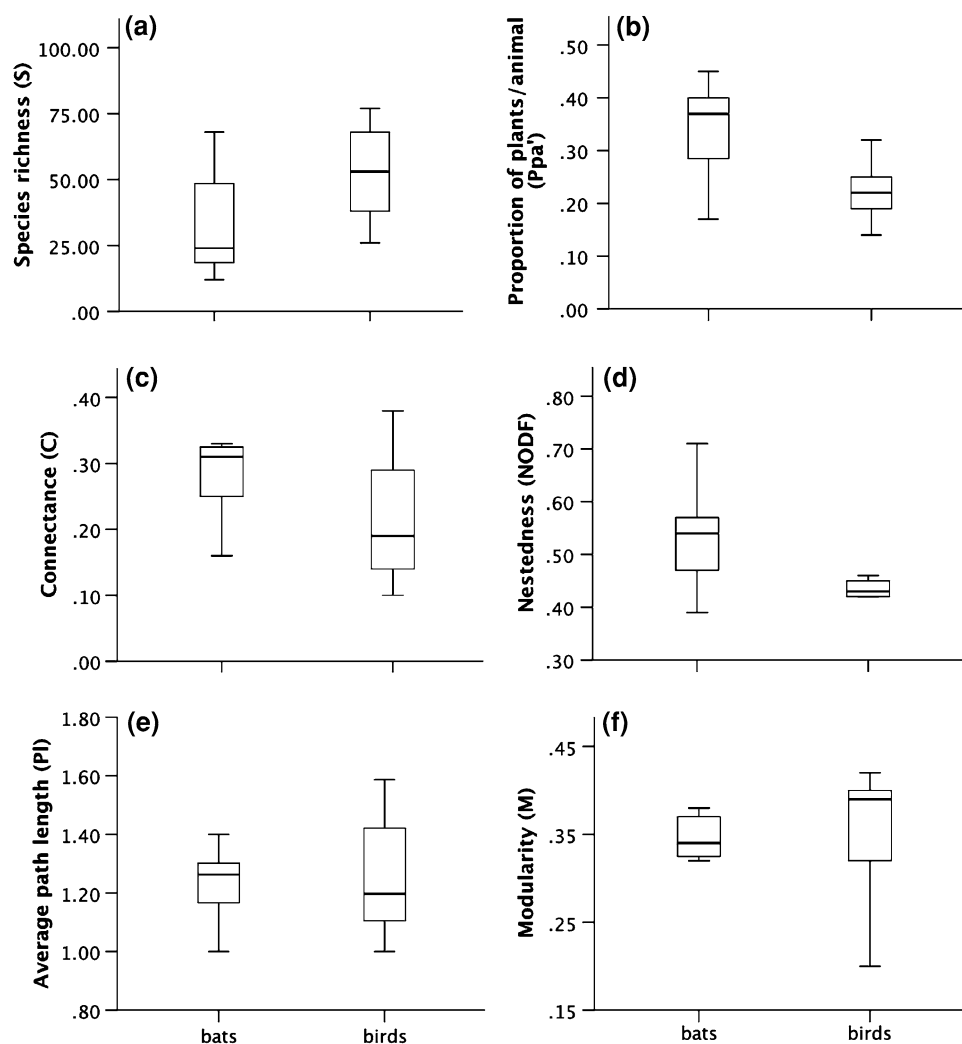 (a)
Species richness (S)
100.00
75.00
50.00
25.00
.00
(b)
Proportion of plants/animal
(Ppa')
.50
.40
.30
.20
.10
.00
(c)
Connectance (C)
.40
.30
.20
.10
.00
(d)
Nestedness (NODF)
.80
.70
.60
.50
.40
.30
(e)
Average path length (Pl)
1.80
1.60
1.40
1.20
1.00
.80
bats
birds
(f)
Modularity (M)
.45
.35
.25
.15
bats
birds